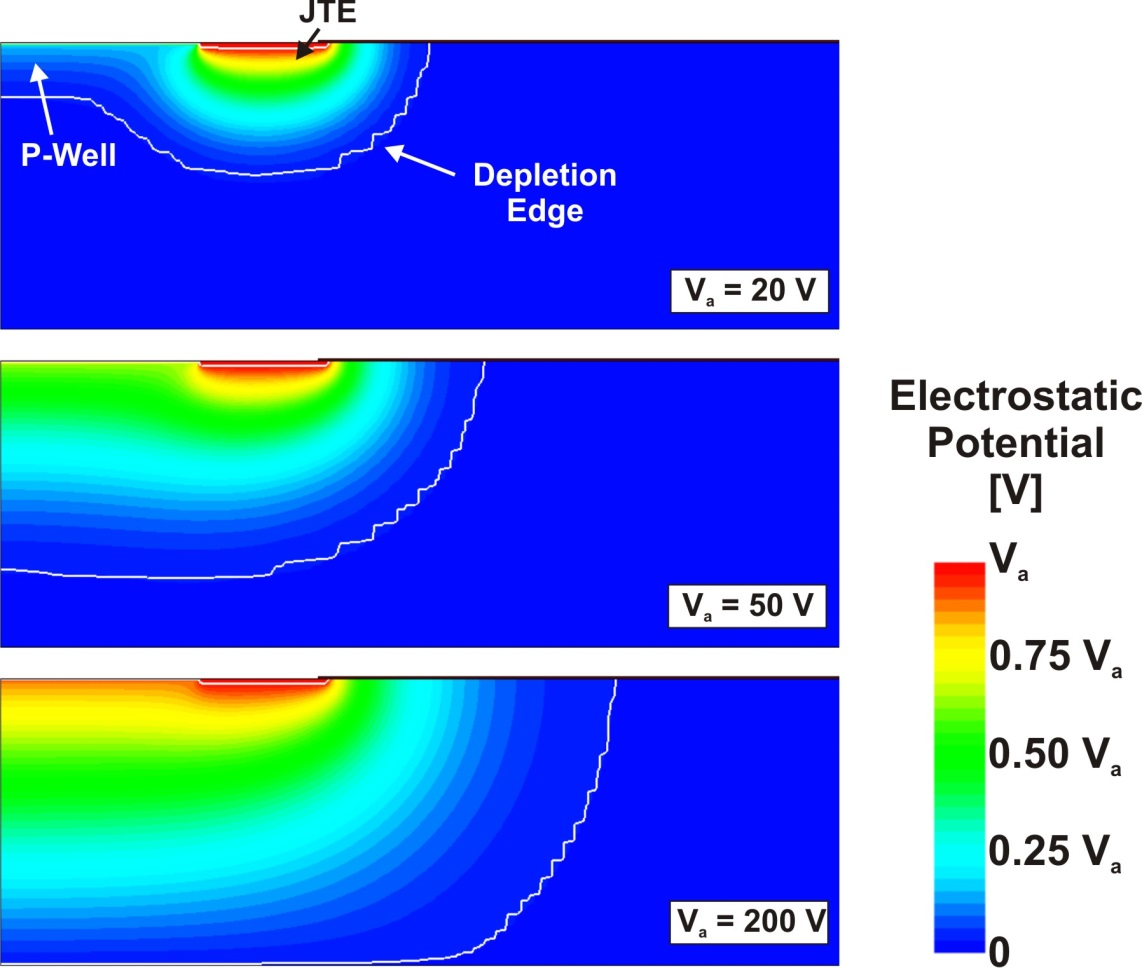 JTE
P-Well
Depletion
Edge
Va = 20 V
Va = 50 V
Va = 200 V
Electrostatic
Potential
[V]
Va
0.75 Va
0.50 Va
0.25 Va
0